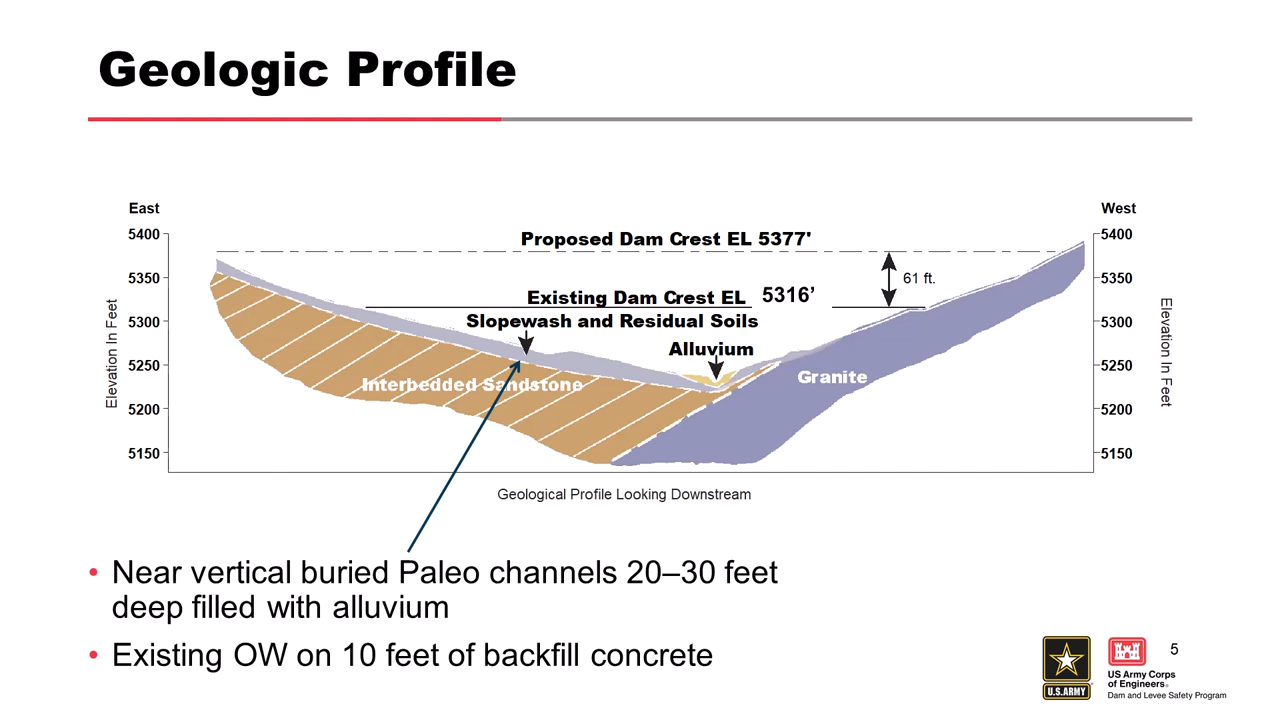 Geologic Profile
East
West
5400
5350
5300
5250
5200
5150
Elevation In Feet
Proposed Dam Crest EL 5377'
61 ft.
Existing Dam Crest EL 5316’
Slopewash and Residual Soils
Alluvium
Interbedded Sandstone
Granite
5400
5350
5300
5250
5200
5150
Elevation In Feet
Geological Profile Looking Downstream
• Near vertical buried Paleo channels 20–30 feet
deep filled with alluvium
• Existing OW on 10 feet of backfill concrete
U.S.ARMY
US Army Corps
of Engineers®
Dam and Levee Safety Program
5